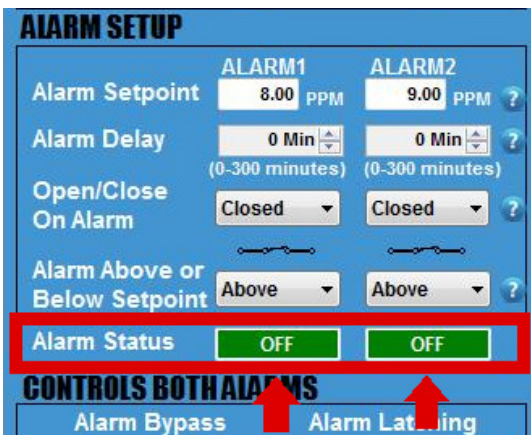 ALARM SETUP
ALARM1 ALARM2
Alarm Setpoint 8.00 PPM 9.00 PPM ?
Alarm Delay 0 Min 0 Min ?
(0-300 minutes) (0-300 minutes)
Open/Close
On Alarm Closed Closed ?
Alarm Above or
Below Setpoint Above Above ?
Alarm Status OFF OFF
CONTROLS BOTH ALARMS
Alarm Bypass Alarm Latching